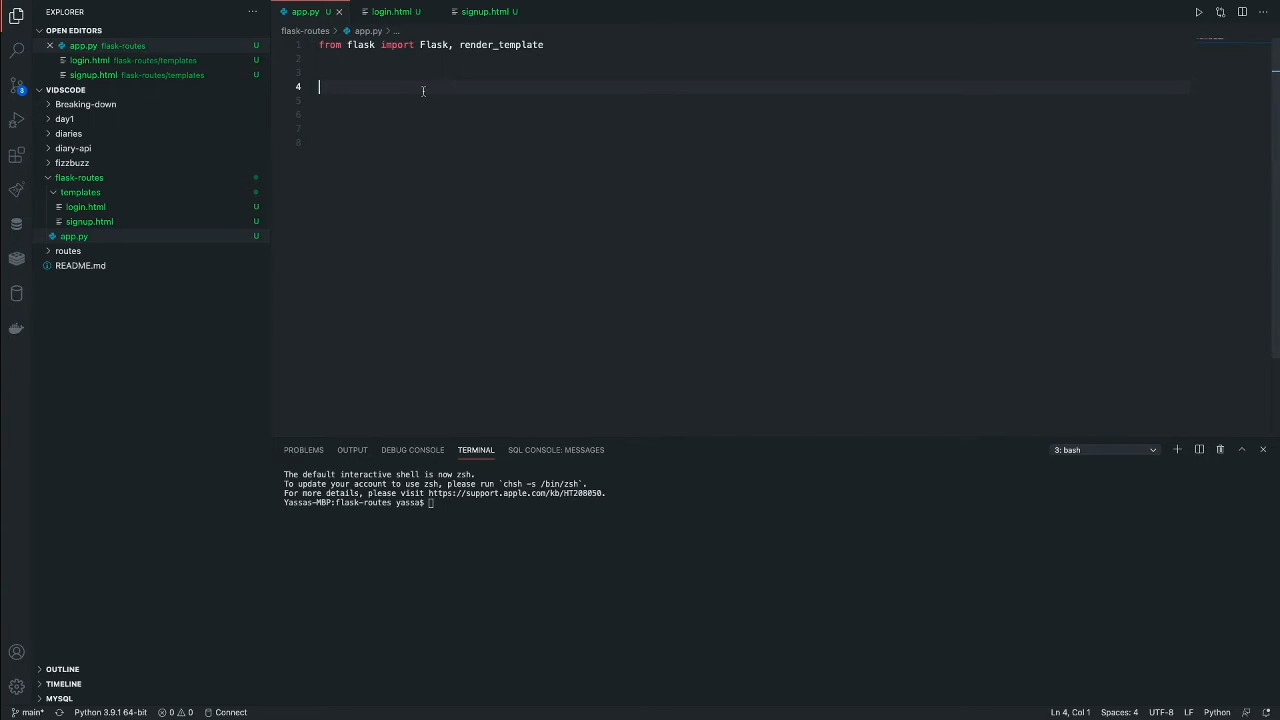 EXPLORER
OPEN EDITORS
app.py flask-routes U
login.html flask-routes/templates U
signup.html flask-routes/templates U
VIDSCODE
Breaking-down
day1
diaries
diary-api
fizzbuzz
flask-routes
templates
login.html U
signup.html U
app.py U
routes
README.md
OUTLINE
TIMELINE
MYSQL
3
app.py U
login.html U
signup.html U
flask-routes > app.py > ...
1 from flask import Flask, render_template
2
3
4
5
6
7
8
PROBLEMS OUTPUT DEBUG CONSOLE TERMINAL SQL CONSOLE: MESSAGES 3: bash
The default interactive shell is now zsh.
To update your account to use zsh, please run `chsh -s /bin/zsh`.
For more details, please visit https://support.apple.com/kb/HT208050.
Yassas-MBP:flask-routes yassa$
main* Python 3.9.1 64-bit 0 0 Connect Ln 4, Col 1 Spaces: 4 UTF-8 LF Python